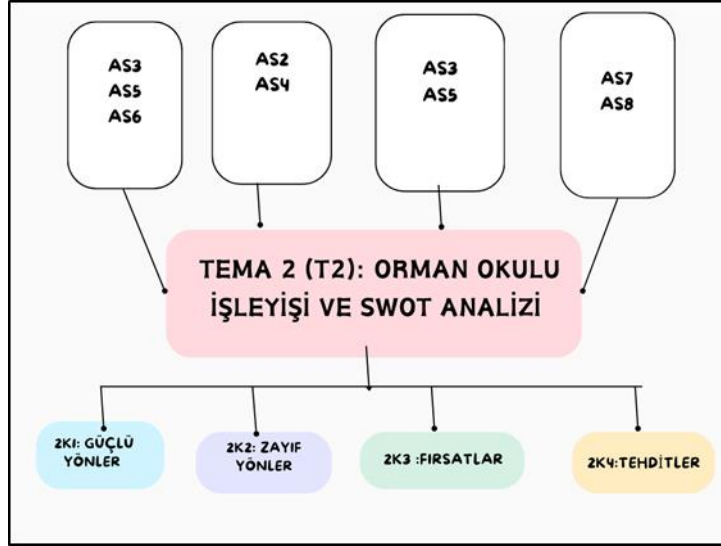 AS3
AS5
AS6
AS2
AS4
AS3
AS5
AS7
AS8
TEMA 2 (T2): ORMAN OKULU
İŞLEYİŞİ VE SWOT ANALİZİ
2K1: GÜÇLÜ
YÖNLER
2K2: ZAYIF
YÖNLER
2K3 :FIRSATLAR
2K4:TEHDİTLER